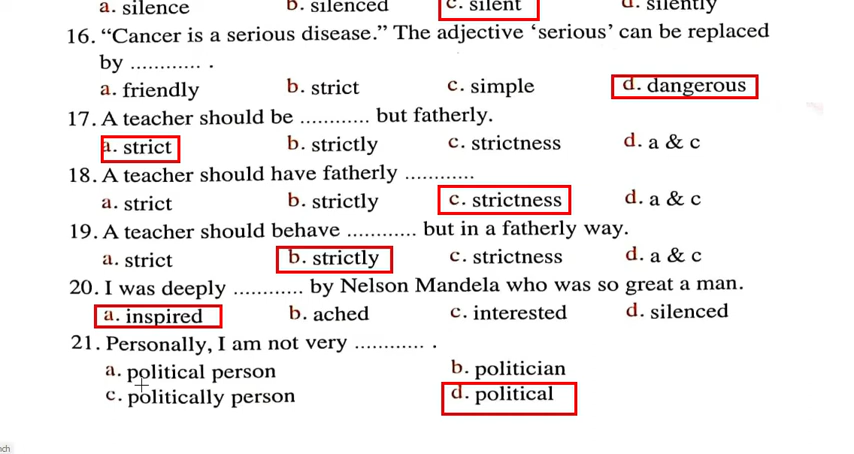 a. silence b. silenced c. silent d. silently
16. “Cancer is a serious disease.” The adjective ‘serious’ can be replaced
by ............ .
a. friendly b. strict c. simple d. dangerous
17. A teacher should be ............ but fatherly.
a. strict b. strictly c. strictness d. a & c
18. A teacher should have fatherly ............
a. strict b. strictly c. strictness d. a & c
19. A teacher should behave ............ but in a fatherly way.
a. strict b. strictly c. strictness d. a & c
20. I was deeply ............ by Nelson Mandela who was so great a man.
a. inspired b. ached c. interested d. silenced
21. Personally, I am not very ............ .
a. political person b. politician
c. politically person d. political